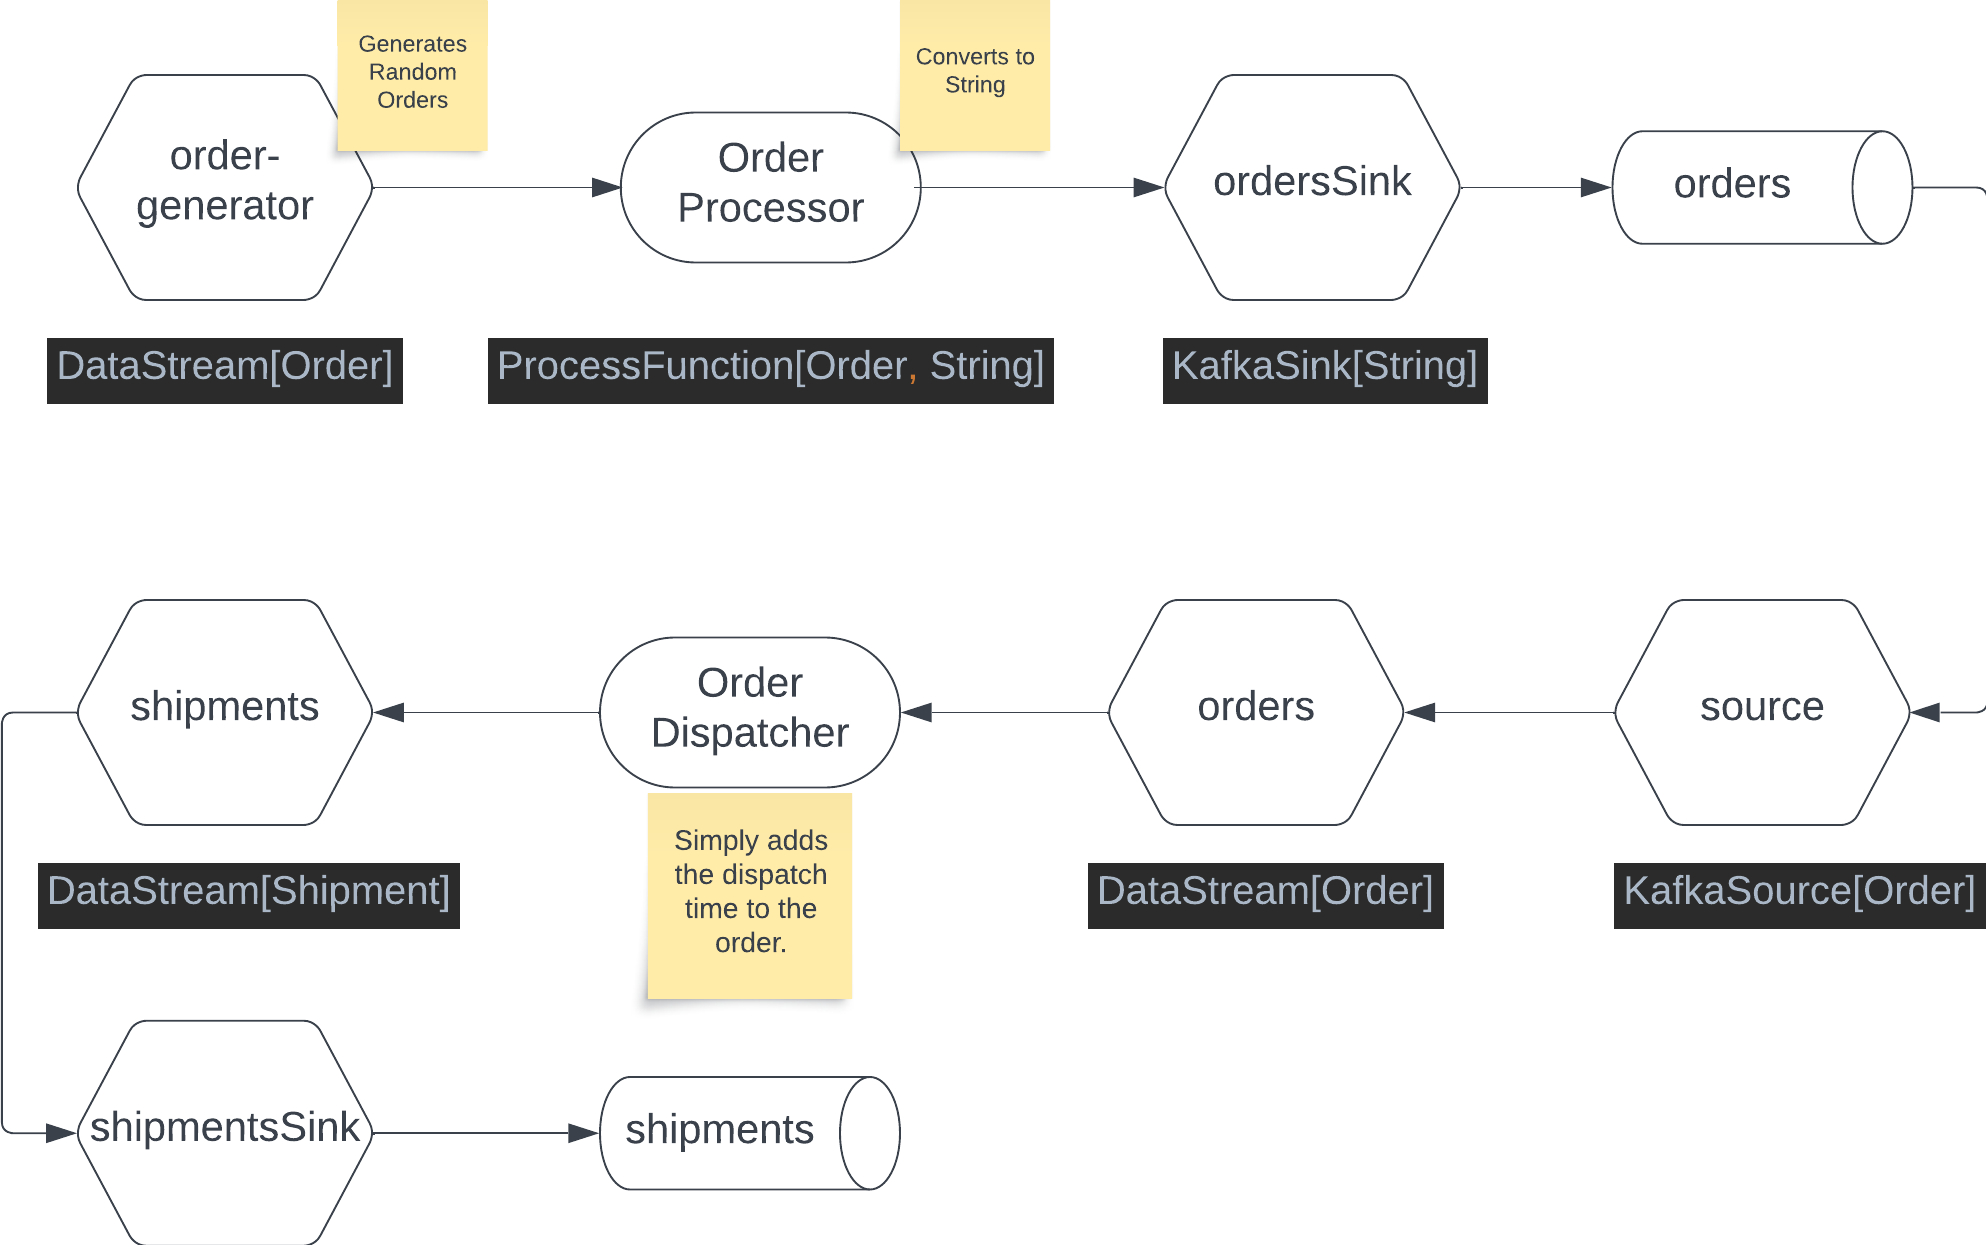 Generates
Random
Orders
Converts to
String
order-
generator
Order
Processor
ordersSink
orders
DataStream[Order]
ProcessFunction[Order, String]
KafkaSink[String]
shipments
Order
Dispatcher
orders
source
Simply adds
the dispatch
time to the
order.
DataStream[Shipment]
DataStream[Order]
KafkaSource[Order]
shipmentsSink
shipments